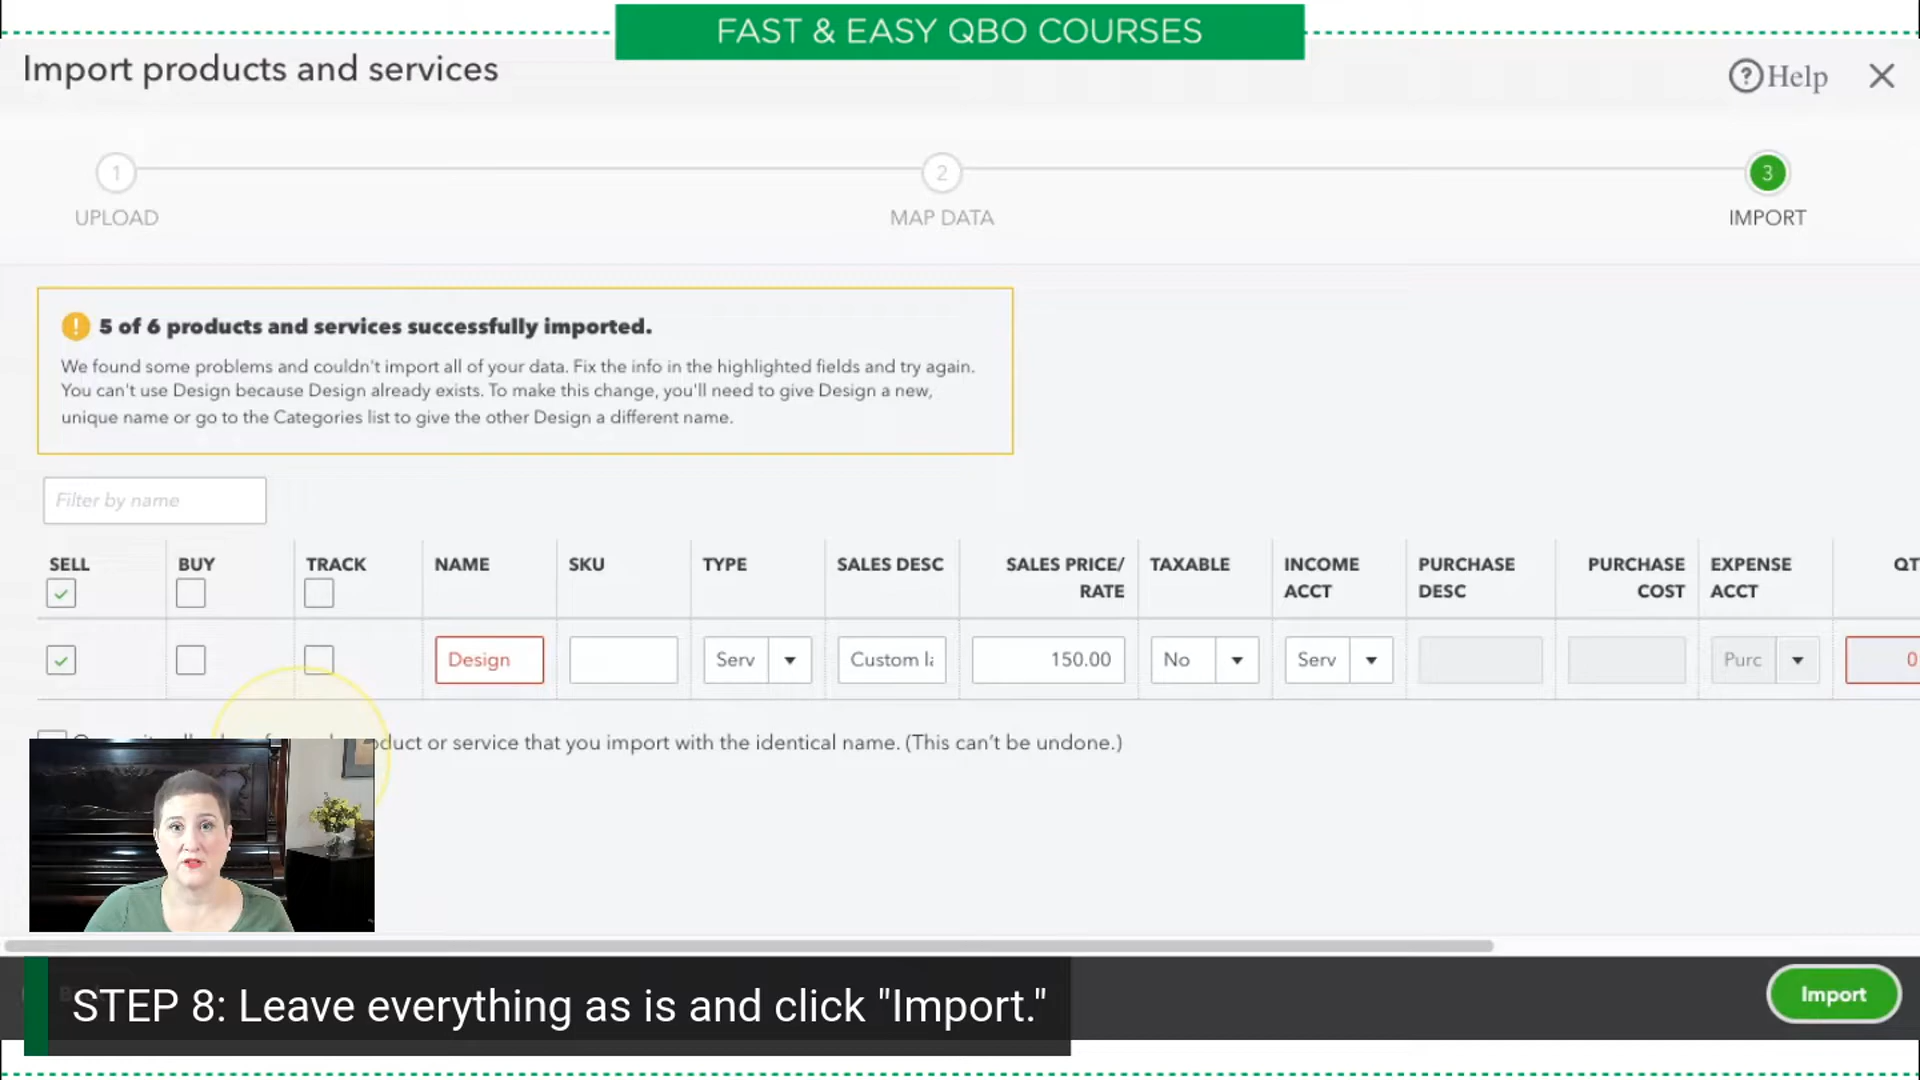 FAST & EASY QBO COURSES
Import products and services
Help
1
2
3
UPLOAD
MAP DATA
IMPORT
5 of 6 products and services successfully imported.
We found some problems and couldn't import all of your data. Fix the info in the highlighted fields and try again.
You can't use Design because Design already exists. To make this change, you'll need to give Design a new,
unique name or go to the Categories list to give the other Design a different name.
Filter by name
SELL
BUY
TRACK
NAME
SKU
TYPE
SALES DESC
SALES PRICE/
RATE
TAXABLE
INCOME
ACCT
PURCHASE
DESC
PURCHASE
COST
EXPENSE
ACCT
QT
Design
Serv
Custom l
150.00
No
Serv
Purc
0
or service that you import with the identical name. (This can't be undone.)
STEP 8: Leave everything as is and click "Import."
Import